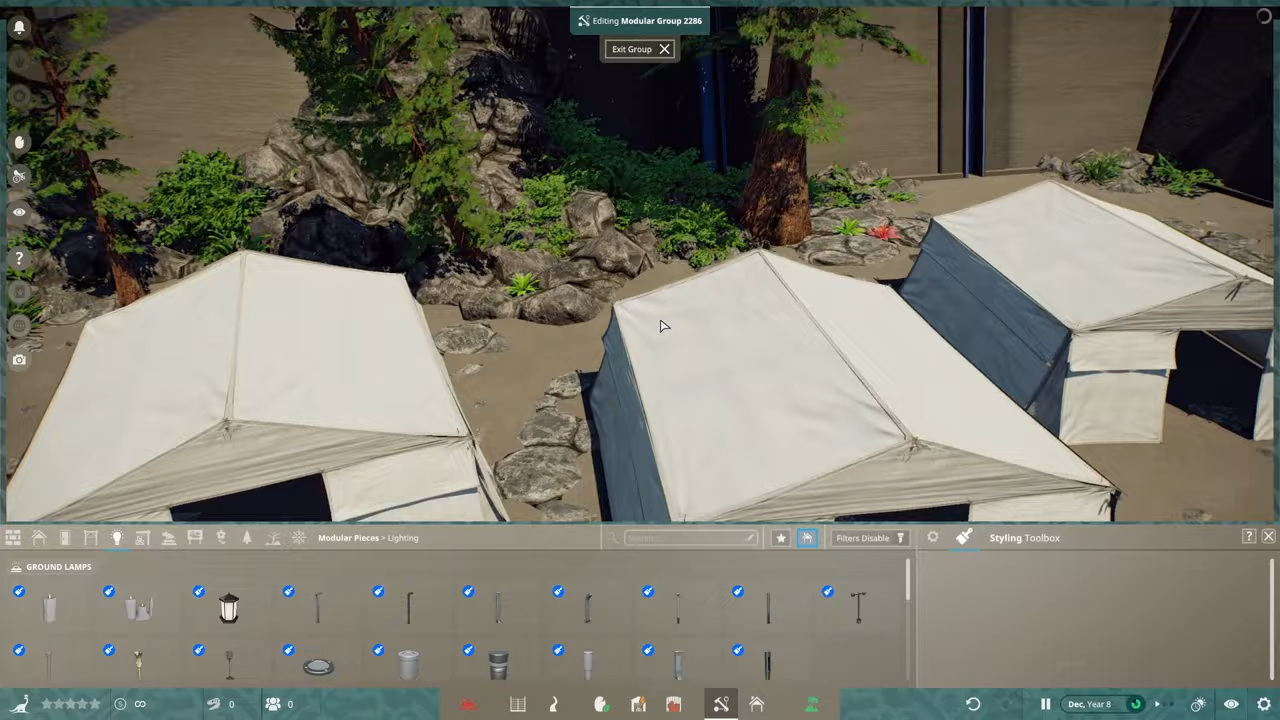 Editing Modular Group 2286
Exit Group
Modular Pieces > Lighting
Filters Disable
Styling Toolbox
?
GROUND LAMPS
?
0
0
Dec, Year 8